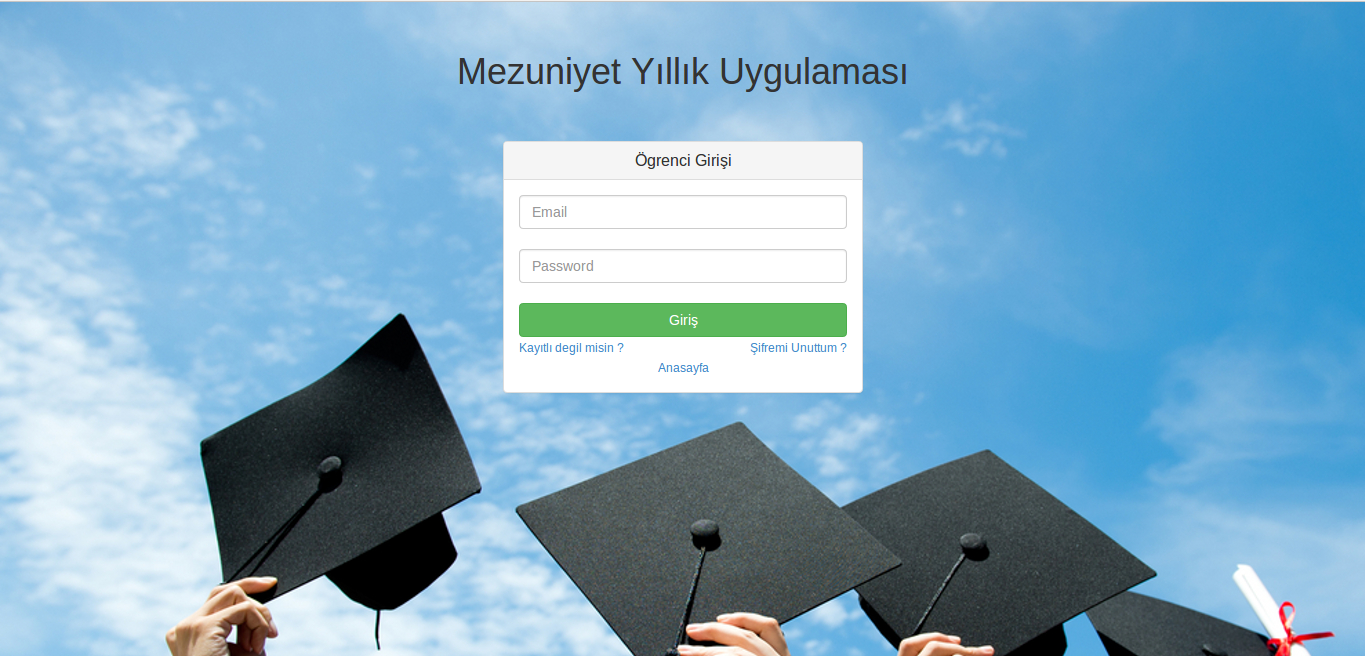 Mezuniyet Yıllık Uygulaması
Ögrenci Girişi
Email
Password
Giriş
Kayıtlı degil misin ?
Şifremi Unuttum ?
Anasayfa